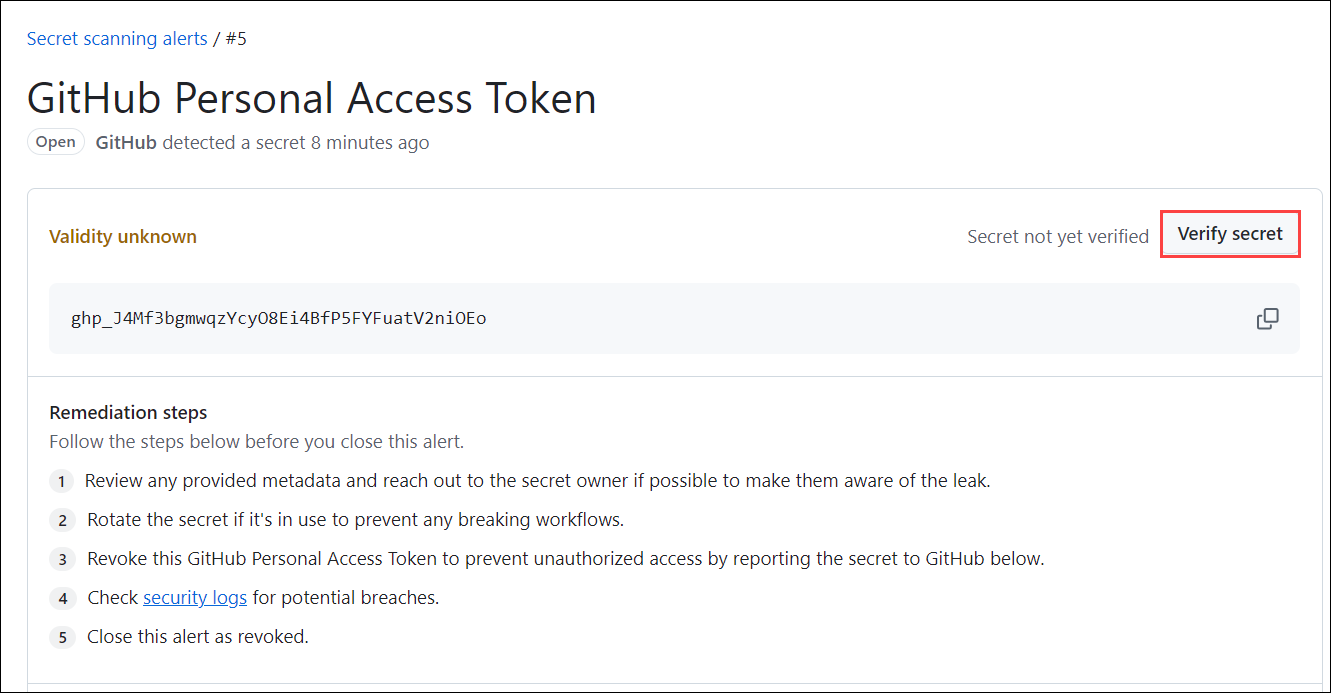 Secret scanning alerts / #5
GitHub Personal Access Token
Open GitHub detected a secret 8 minutes ago
Validity unknown
Secret not yet verified Verify secret
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
Remediation steps
Follow the steps below before you close this alert.
1 Review any provided metadata and reach out to the secret owner if possible to make them aware of the leak.
2 Rotate the secret if it's in use to prevent any breaking workflows.
3 Revoke this GitHub Personal Access Token to prevent unauthorized access by reporting the secret to GitHub below.
4 Check security logs for potential breaches.
5 Close this alert as revoked.